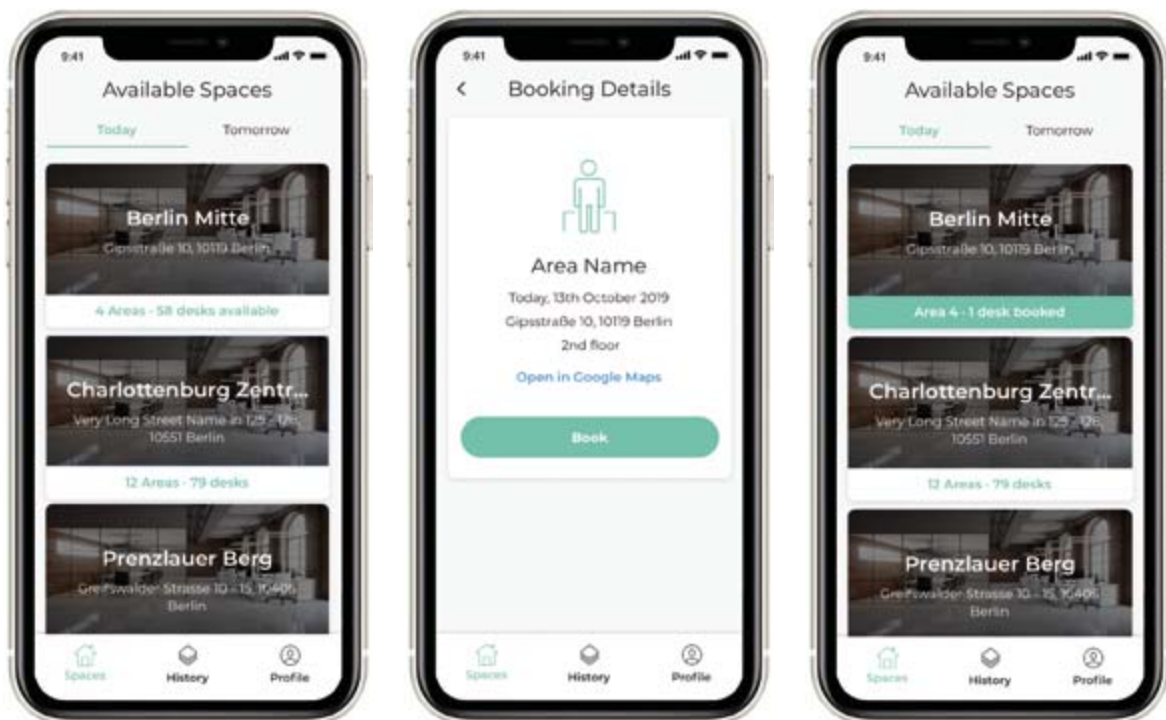 9:41
Available Spaces
Today Tomorrow
Berlin Mitte
Gipsstraße 10, 10119 Berlin
4 Areas - 58 desks available
Charlottenburg Zentr...
Very Long Street Name in 125 - 126,
10551 Berlin
12 Areas - 79 desks
Prenzlauer Berg
Greifswalder Strasse 10 - 15, 10405
Berlin
Spaces History Profile
9:41
Booking Details
Area Name
Today, 13th October 2019
Gipsstraße 10, 10119 Berlin
2nd floor
Open in Google Maps
Book
Spaces History Profile
9:41
Available Spaces
Today Tomorrow
Berlin Mitte
Gipsstraße 10, 10119 Berlin
Area 4 - 1 desk booked
Charlottenburg Zentr...
Very Long Street Name in 125 - 126,
10551 Berlin
12 Areas - 79 desks
Prenzlauer Berg
Greifswalder Strasse 10 - 15, 10405
Berlin
Spaces History Profile